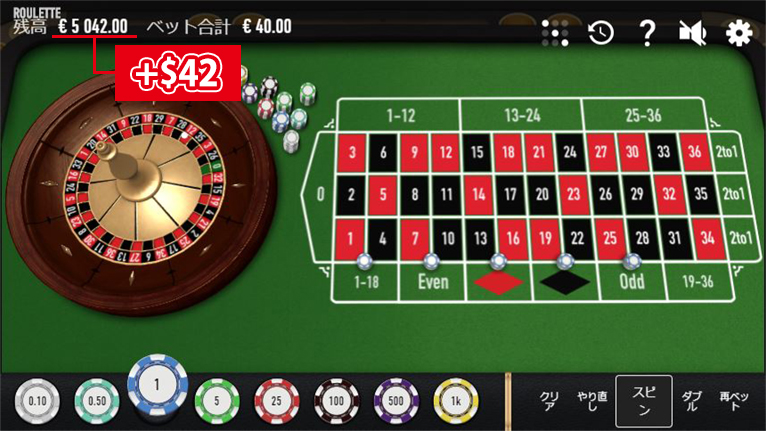 ROULETTE
残高 € 5 042.00 ベット合計 € 40.00
+$42
1-12 13-24 25-36
3 6 9 12 15 18 21 24 27 30 33 36 2to1
0 2 5 8 11 14 17 20 23 26 29 32 35 2to1
1 4 7 10 13 16 19 22 25 28 31 34 2to1
1-18 Even Odd 19-36
0.10 0.50 1 5 25 100 500 1k
クリア やり直し スピン ダブル 再ベット